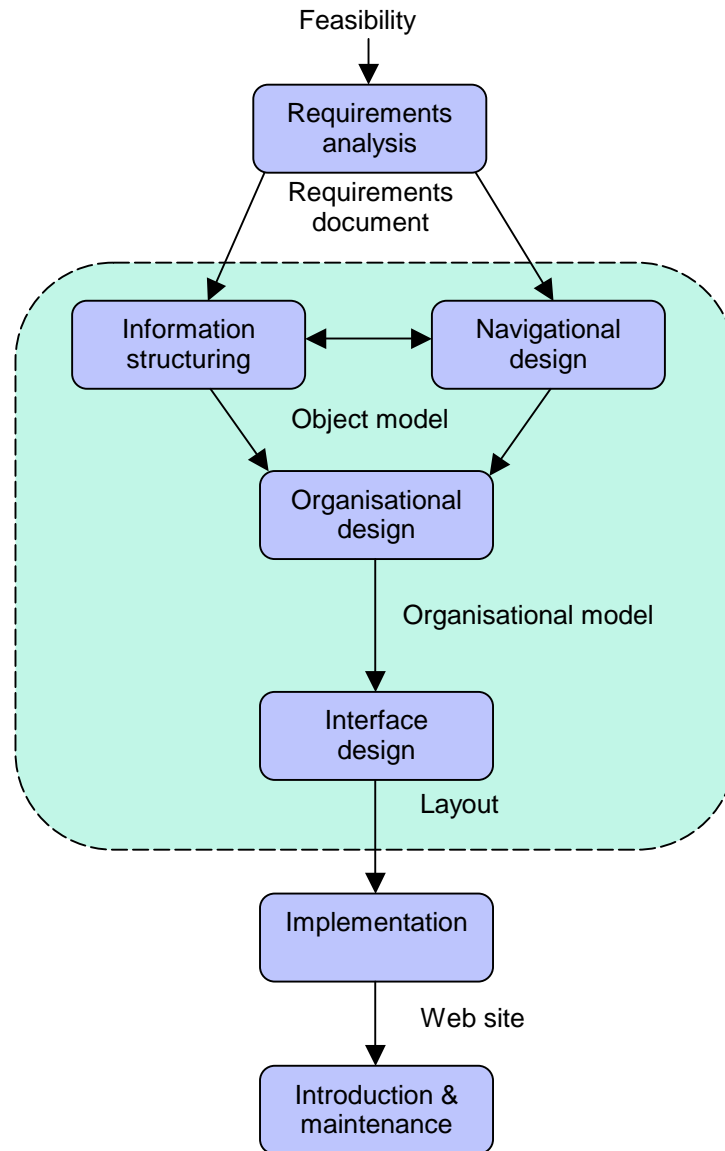 Feasibility
Requirements
analysis
Requirements
document
Information
structuring
Navigational
design
Object model
Organisational
design
Organisational model
Interface
design
Layout
Implementation
Web site
Introduction &
maintenance